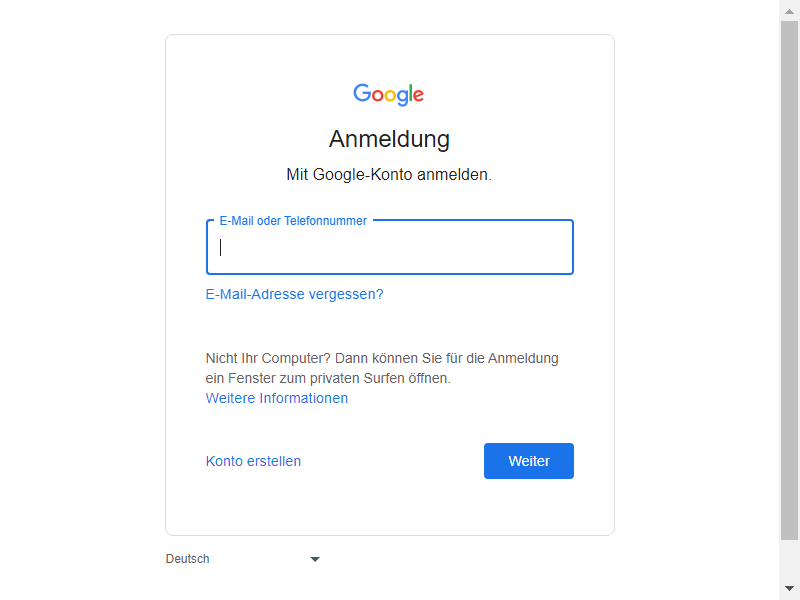 Google
Anmeldung
Mit Google-Konto anmelden.
E-Mail oder Telefonnummer
E-Mail-Adresse vergessen?
Nicht Ihr Computer? Dann können Sie für die Anmeldung
ein Fenster zum privaten Surfen öffnen.
Weitere Informationen
Konto erstellen
Weiter
Deutsch